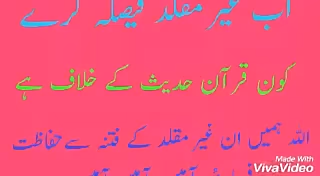 اب غیر مقلد فیصلہ کرے
کون قرآن حدیث کے خلاف ہے
اللہ ہمیں ان غیر مقلد کے فتنہ سے حفاظت
Made With
VivaVideo